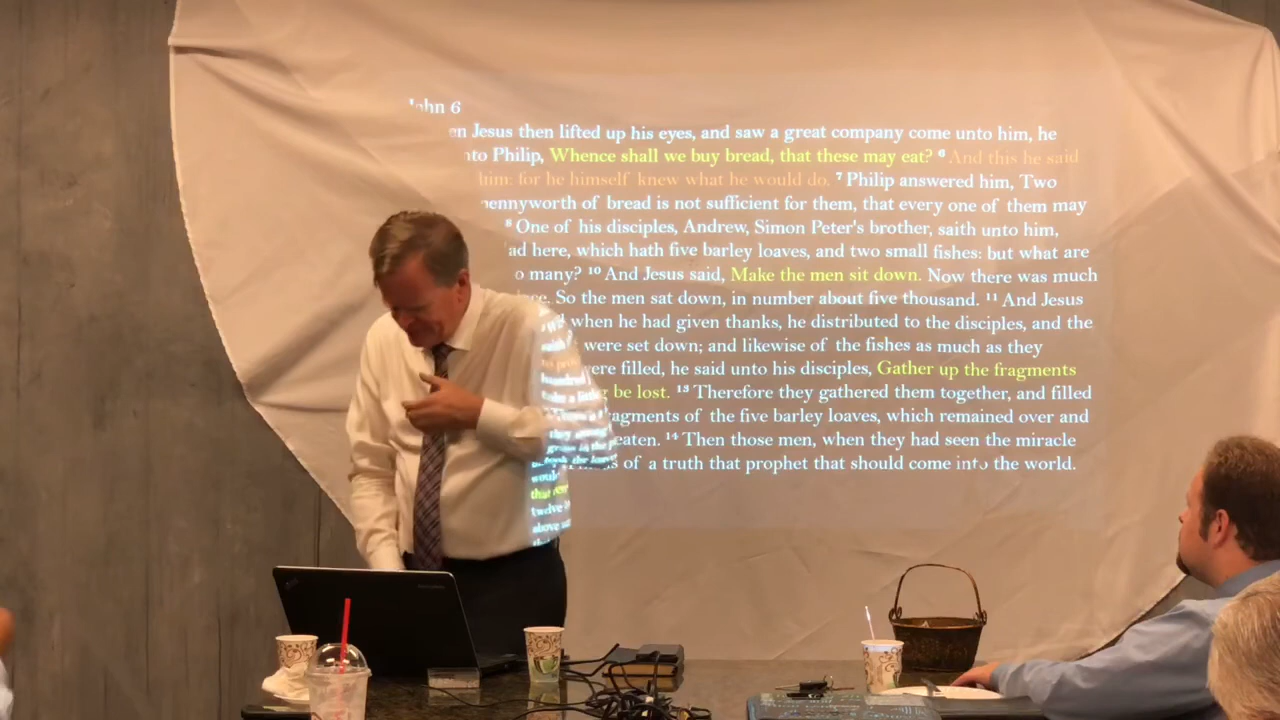 John 6
en Jesus then lifted up his eyes, and saw a great company come unto him, he
nto Philip, Whence shall we buy bread, that these may eat? 6 And this he said
him: for he himself knew what he would do. 7 Philip answered him, Two
pennyworth of bread is not sufficient for them, that every one of them may
8 One of his disciples, Andrew, Simon Peter's brother, saith unto him,
ad here, which hath five barley loaves, and two small fishes: but what are
o many? 10 And Jesus said, Make the men sit down. Now there was much
So the men sat down, in number about five thousand. 11 And Jesus
when he had given thanks, he distributed to the disciples, and the
were set down; and likewise of the fishes as much as they
were filled, he said unto his disciples, Gather up the fragments
g be lost. 13 Therefore they gathered them together, and filled
ragments of the five barley loaves, which remained over and
eaten. 14 Then those men, when they had seen the miracle
is of a truth that prophet that should come into the world.